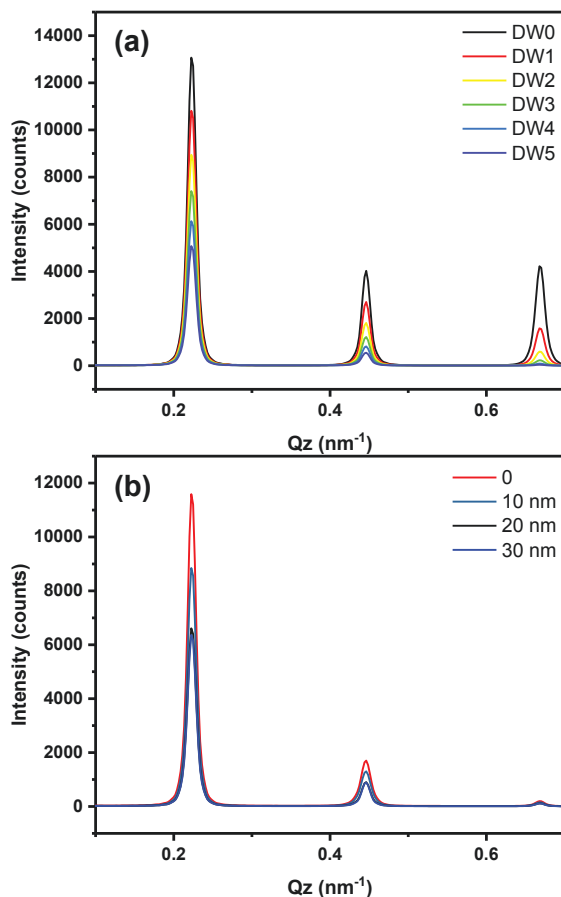 (a)
DW0
DW1
DW2
DW3
DW4
DW5
14000
12000
10000
8000
6000
4000
2000
0
Intensity (counts)
0.2 0.4 0.6
Qz (nm⁻¹)
(b)
0
10 nm
20 nm
30 nm
12000
10000
8000
6000
4000
2000
0
Intensity (counts)
0.2 0.4 0.6
Qz (nm⁻¹)